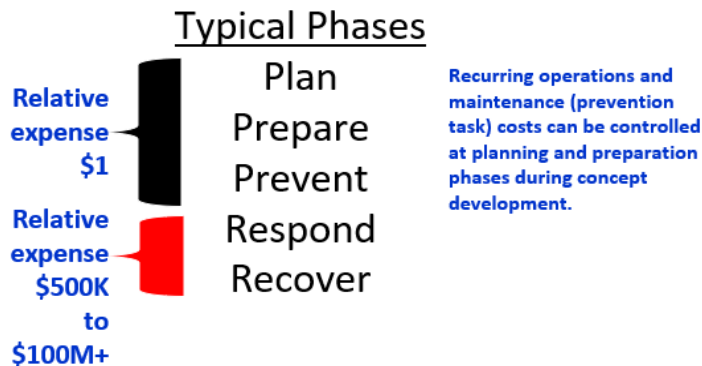 Typical Phases
Plan
Prepare
Prevent
Respond
Recover
Relative
expense
$1
Relative
expense
$500K
to
$100M+
Recurring operations and
maintenance (prevention
task) costs can be controlled
at planning and preparation
phases during concept
development.